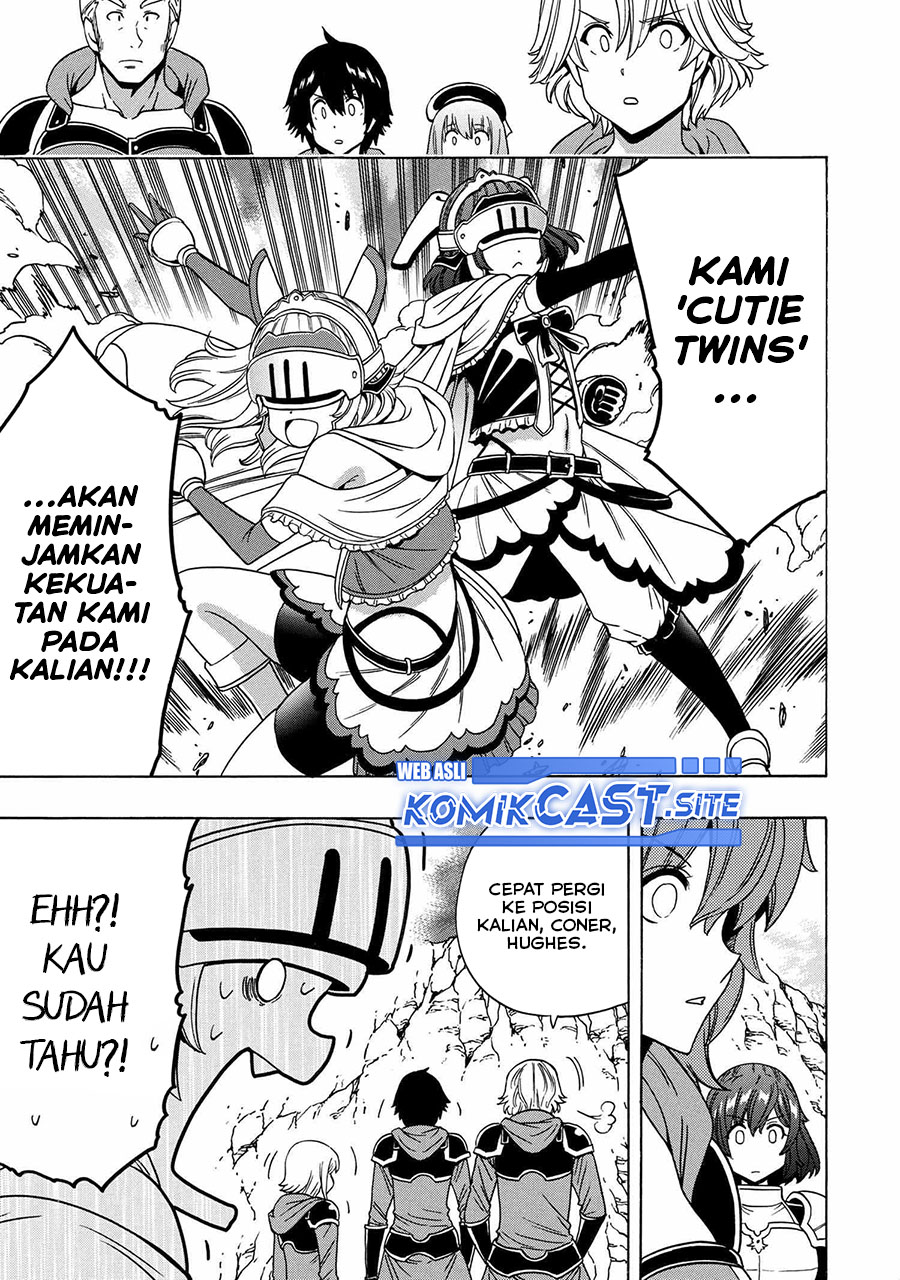 KAMI
'CUTIE
TWINS'
...
...AKAN
MEMIN-
JAMKAN
KEKUA-
TAN KAMI
PADA
KALIAN!!!
WEB ASLI
KOMIKCAST.SITE
CEPAT PERGI
KE POSISI
KALIAN, CONER,
HUGHES.
EHH?!
KAU
SUDAH
TAHU?!